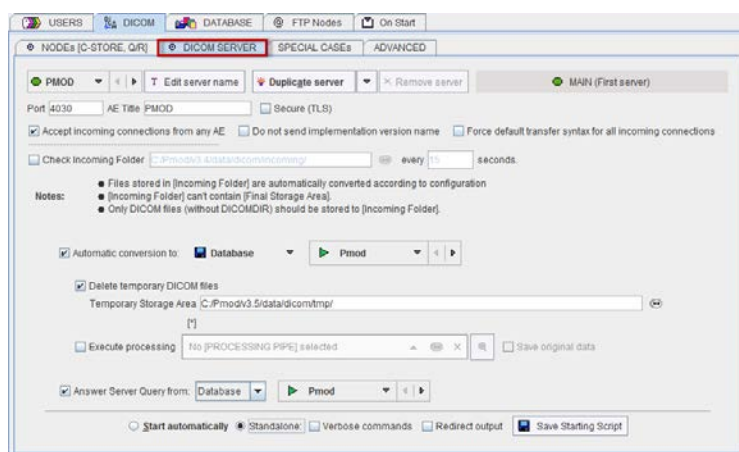 USERS DICOM DATABASE @ FTP Nodes On Start
NODEs [C-STORE, Q/R] DICOM SERVER SPECIAL CASEs ADVANCED
PMOD T Edit server name Duplicate server × Remove server MAIN (First server)
Port 4030 AE Title PMOD Secure (TLS)
Accept incoming connections from any AE Do not send implementation version name Force default transfer syntax for all incoming connections
Check Incoming Folder C:/Pmod/v3.4/data/dicom/incoming/ every 15 seconds.
● Files stored in [Incoming Folder] are automatically converted according to configuration
Notes: ● [Incoming Folder] can't contain [Final Storage Area].
● Only DICOM files (without DICOMDIR) should be stored to [Incoming Folder].
Automatic conversion to: Database Pmod
Delete temporary DICOM files
Temporary Storage Area C:/Pmod/v3.5/data/dicom/tmp/
[*]
Execute processing No [PROCESSING PIPE] selected Save original data
Answer Server Query from: Database Pmod
Start automatically Standalone: Verbose commands Redirect output Save Starting Script